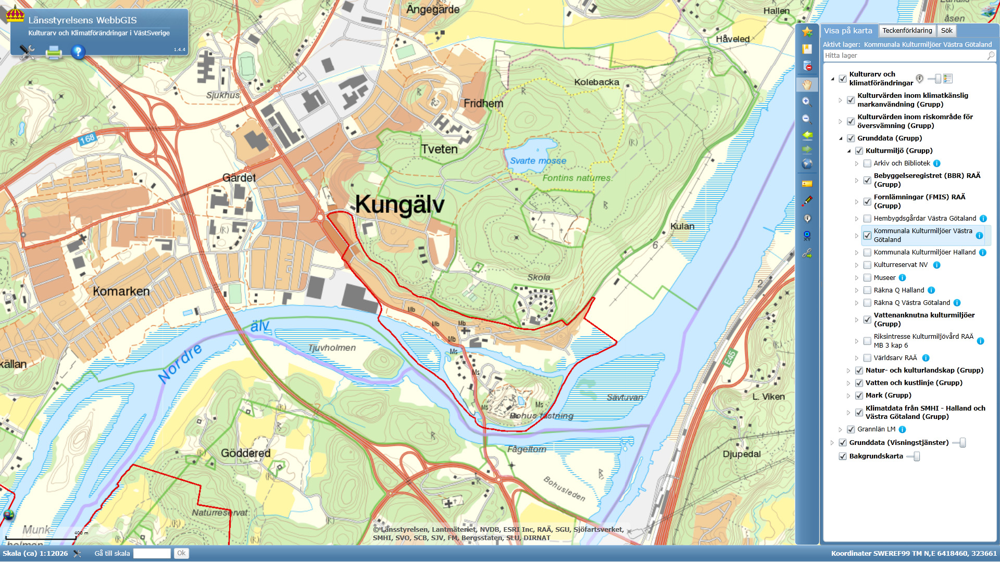 Länsstyrelsens WebbGIS
Kulturarv och Klimatförändringar i VästSverige
1.4.4
Ängegärde
Hallen
åsen
(R)
Håveled
Kolebacka
Sjukhus
Fridhem
R
168
Tveten
(R)
Svarte mosse
Fontins naturres.
Gärdet
Kungälv
R
Kulan
6
(R)
Skola
2
Komarken
Mb
Mb
Mb
Mb
älv
Nordre
Tjuvholmen
Ms
Ms
Ms
Ms
E45
källan
Sävtuvan
L. Viken
Bohus fästning
Fågeltorn
Göddered
Djupedal
Bohusleden
Naturreservat
Munk-
holmen
400 m
© Länsstyrelsen, Lantmäteriet, NVDB, ESRI Inc, RAÄ, SGU, Sjöfartsverket,
SMHI, SVO, SCB, SJV, FM, Bergsstaten, SLU, DIRNAT
Visa på karta
Teckenförklaring
Sök
Aktivt lager: Kommunala Kulturmiljöer Västra Götaland
Hitta lager
Kulturarv och
klimatförändringar
Kulturvärden inom klimatkänslig
markanvändning (Grupp)
Kulturvärden inom riskområde för
översvämning (Grupp)
Grunddata (Grupp)
Kulturmiljö (Grupp)
Arkiv och Bibliotek
Bebyggelseregistret (BBR) RAÄ
(Grupp)
Fornlämningar (FMIS) RAÄ
(Grupp)
Hembygdsgårdar Västra Götaland
Kommunala Kulturmiljöer Västra
Götaland
Kommunala Kulturmiljöer Halland
Kulturreservat NV
Museer
Räkna Q Halland
Räkna Q Västra Götaland
Vattenanknutna kulturmiljöer
(Grupp)
Riksintresse Kulturmiljövård RAÄ
MB 3 kap 6
Världsarv RAÄ
Natur- och kulturlandskap (Grupp)
Vatten och kustlinje (Grupp)
Mark (Grupp)
Klimatdata från SMHI - Halland och
Västra Götaland (Grupp)
Grannlän LM
Grunddata (Visningstjänster)
Bakgrundskarta
XY
Skala (ca) 1:12026
Gå till skala
Ok
Koordinater SWEREF99 TM N,E 6418460, 323661